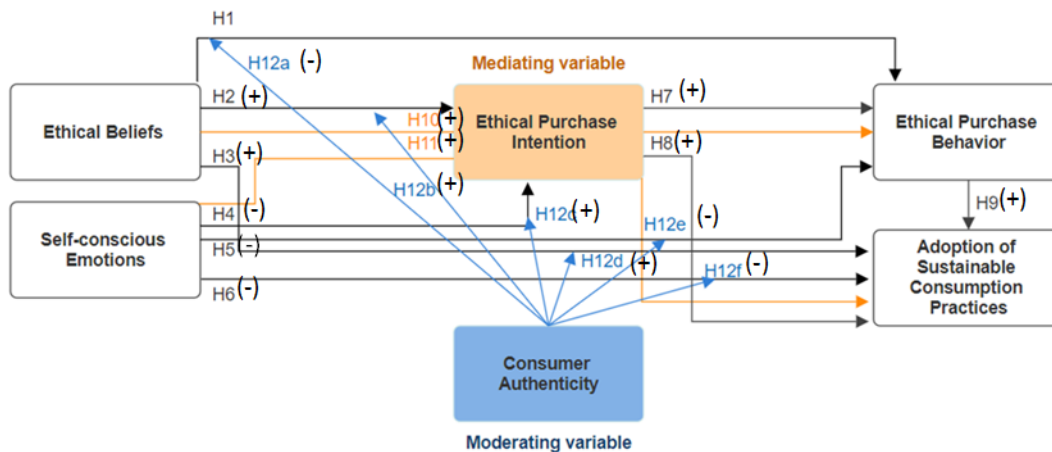 H1
H12a (-)
Mediating variable
H2 (+)
H7 (+)
Ethical Beliefs
H10 (+)
Ethical Purchase
Intention
Ethical Purchase
Behavior
H11 (+)
H8 (+)
H3 (+)
H12b (+)
H4 (-)
H12c (+)
H12e (-)
H9 (+)
Self-conscious
Emotions
H5 (-)
H12d (+)
H12f (-)
Adoption of
Sustainable
Consumption
Practices
H6 (-)
Consumer
Authenticity
Moderating variable